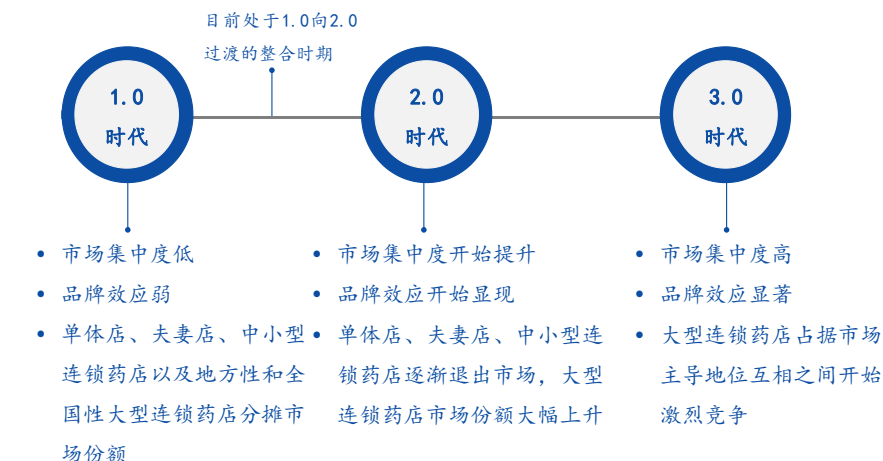 目前处于1.0向2.0
过渡的整合时期
1.0
时代
2.0
时代
3.0
时代
• 市场集中度低
• 品牌效应弱
• 单体店、夫妻店、中小型
连锁药店以及地方性和全
国性大型连锁药店分摊市
场份额
• 市场集中度开始提升
• 品牌效应开始显现
• 单体店、夫妻店、中小型连
锁药店逐渐退出市场，大型
连锁药店市场份额大幅上升
• 市场集中度高
• 品牌效应显著
• 大型连锁药店占据市场
主导地位互相之间开始
激烈竞争